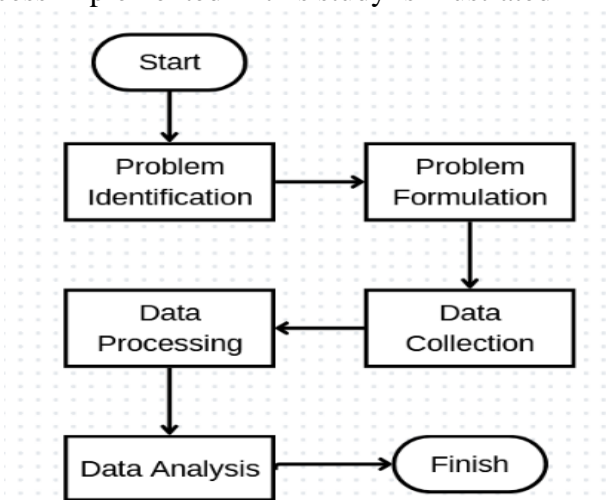 Start
Problem
Identification
Problem
Formulation
Data
Collection
Data
Processing
Data Analysis
Finish